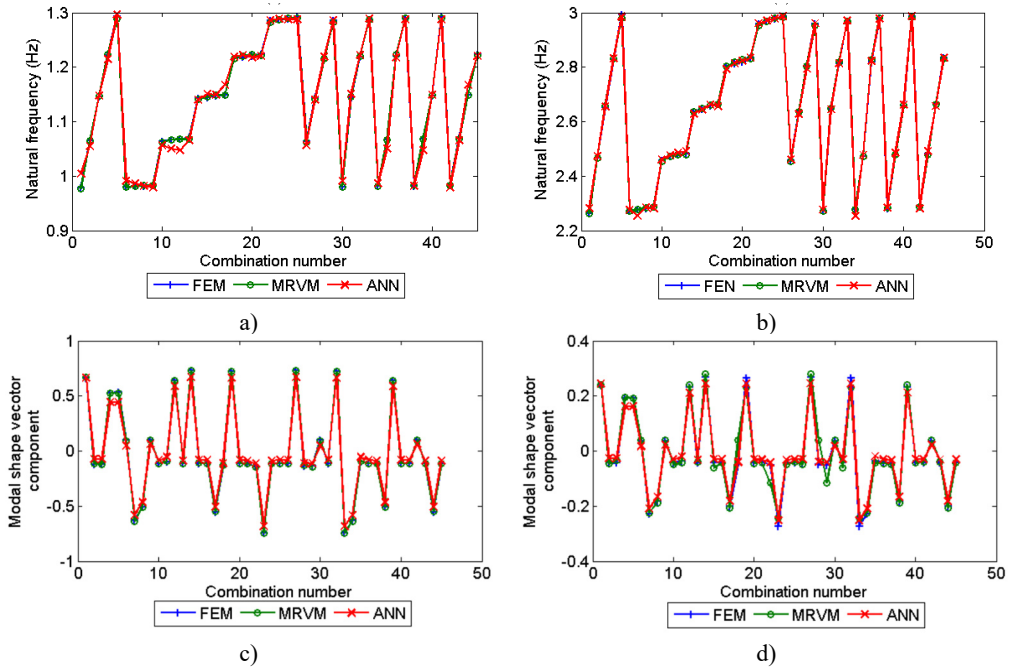 Natural frequency (Hz)
1.3
1.2
1.1
1
0.9
0
10
20
30
40
Combination number
FEM
MRVM
ANN
a)
Natural frequency (Hz)
3
2.8
2.6
2.4
2.2
0
10
20
30
40
50
Combination number
FEN
MRVM
ANN
b)
Modal shape vecotor
component
1
0.5
0
-0.5
-1
0
10
20
30
40
50
Combination number
FEM
MRVM
ANN
c)
Modal shape vecotor
component
0.4
0.2
0
-0.2
-0.4
0
10
20
30
40
50
Combination number
FEM
MRVM
ANN
d)